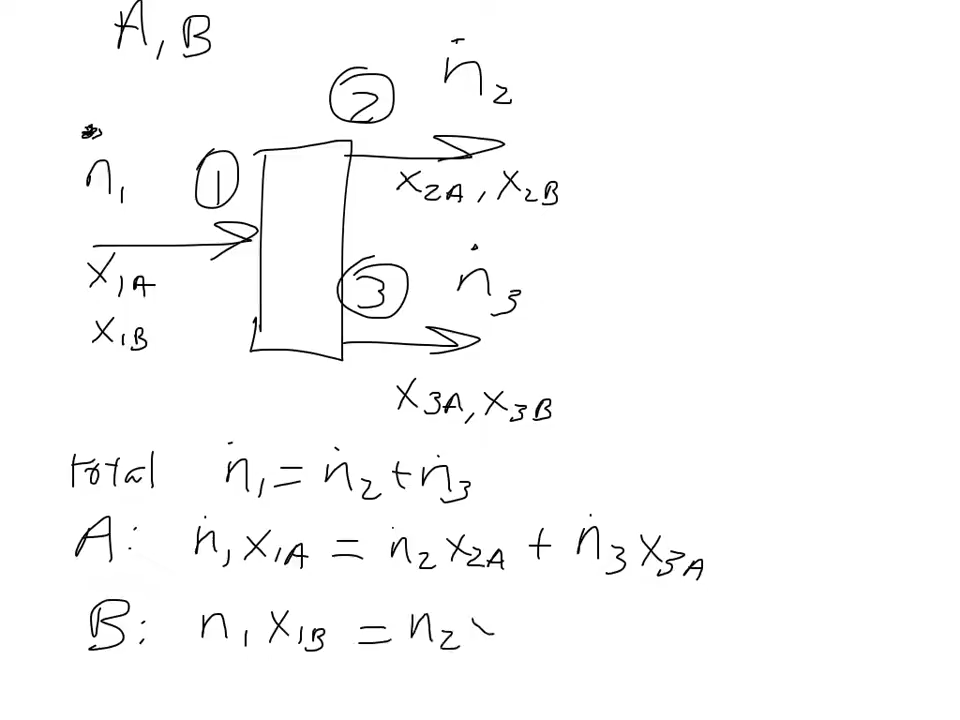 A, B
ṅ₂
②
ṅ₁
①
x₂A, x₂B
x₁A
x₁B
③
ṅ₃
x₃A, x₃B
total ṅ₁ = ṅ₂ + ṅ₃
A: ṅ₁ x₁A = ṅ₂ x₂A + ṅ₃ x₃A
B: n₁ x₁B = n₂